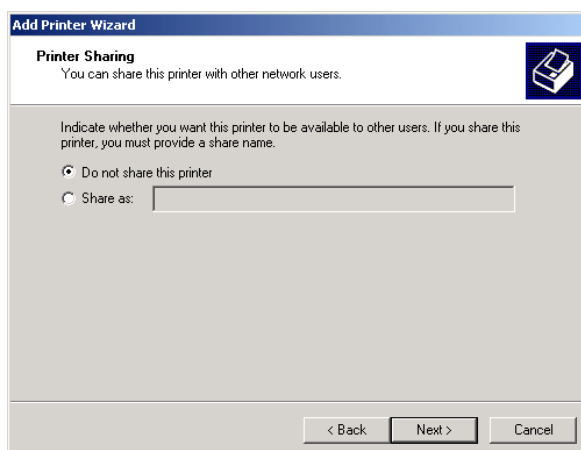 Add Printer Wizard
Printer Sharing
You can share this printer with other network users.
Indicate whether you want this printer to be available to other users. If you share this
printer, you must provide a share name.
Do not share this printer
Share as:
< Back Next > Cancel